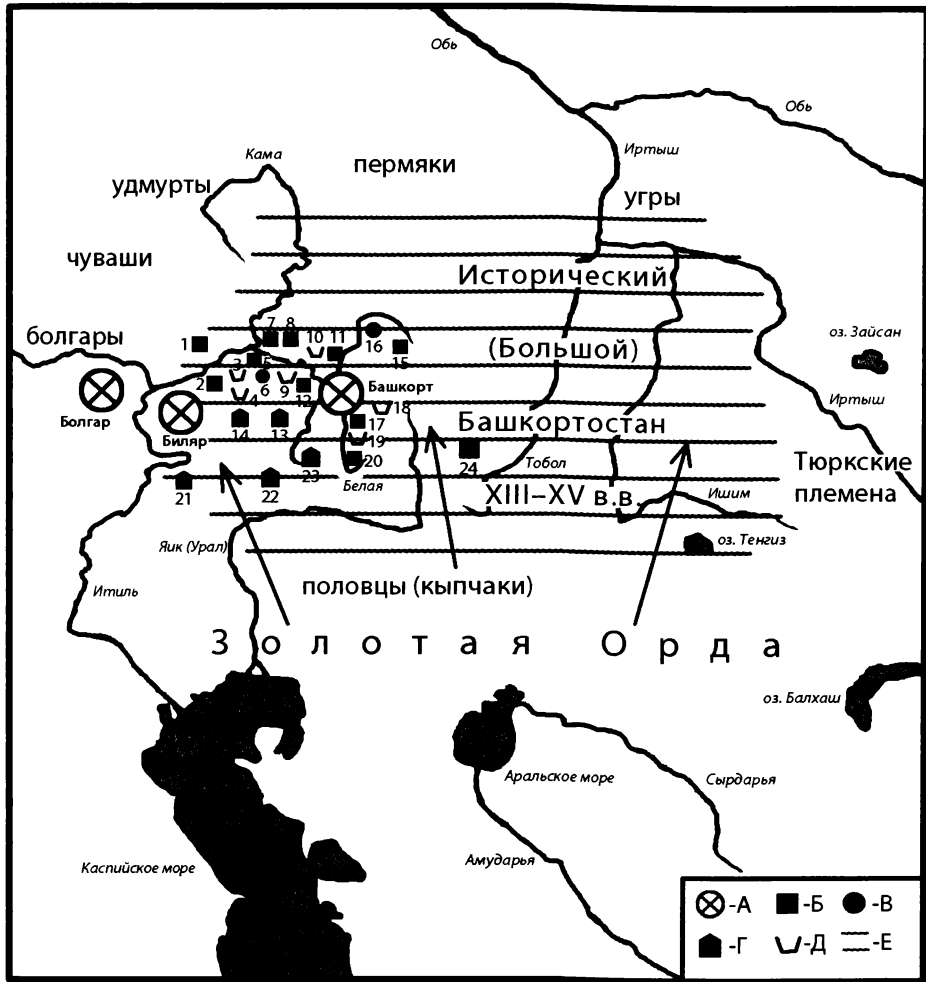 Обь
Обь
Кама
Иртыш
пермяки
удмурты
угры
чуваши
Исторический
болгары
7 8
10 11
1
16
15
оз. Зайсан
(Большой)
3
5
2
6
9
12
4
Башкорт
Иртыш
Болгар
Биляр
14
13
18
17
19
20
Башкортостан
24
Тобол
23
21
22
Белая
XIII–XV в.в.
Ишим
Тюркские
племена
Яик (Урал)
оз. Тенгиз
половцы (кыпчаки)
Итиль
Золотая Орда
оз. Балхаш
Аральское море
Сырдарья
Каспийское море
Амударья
-А -Б -В
-Г -Д -Е